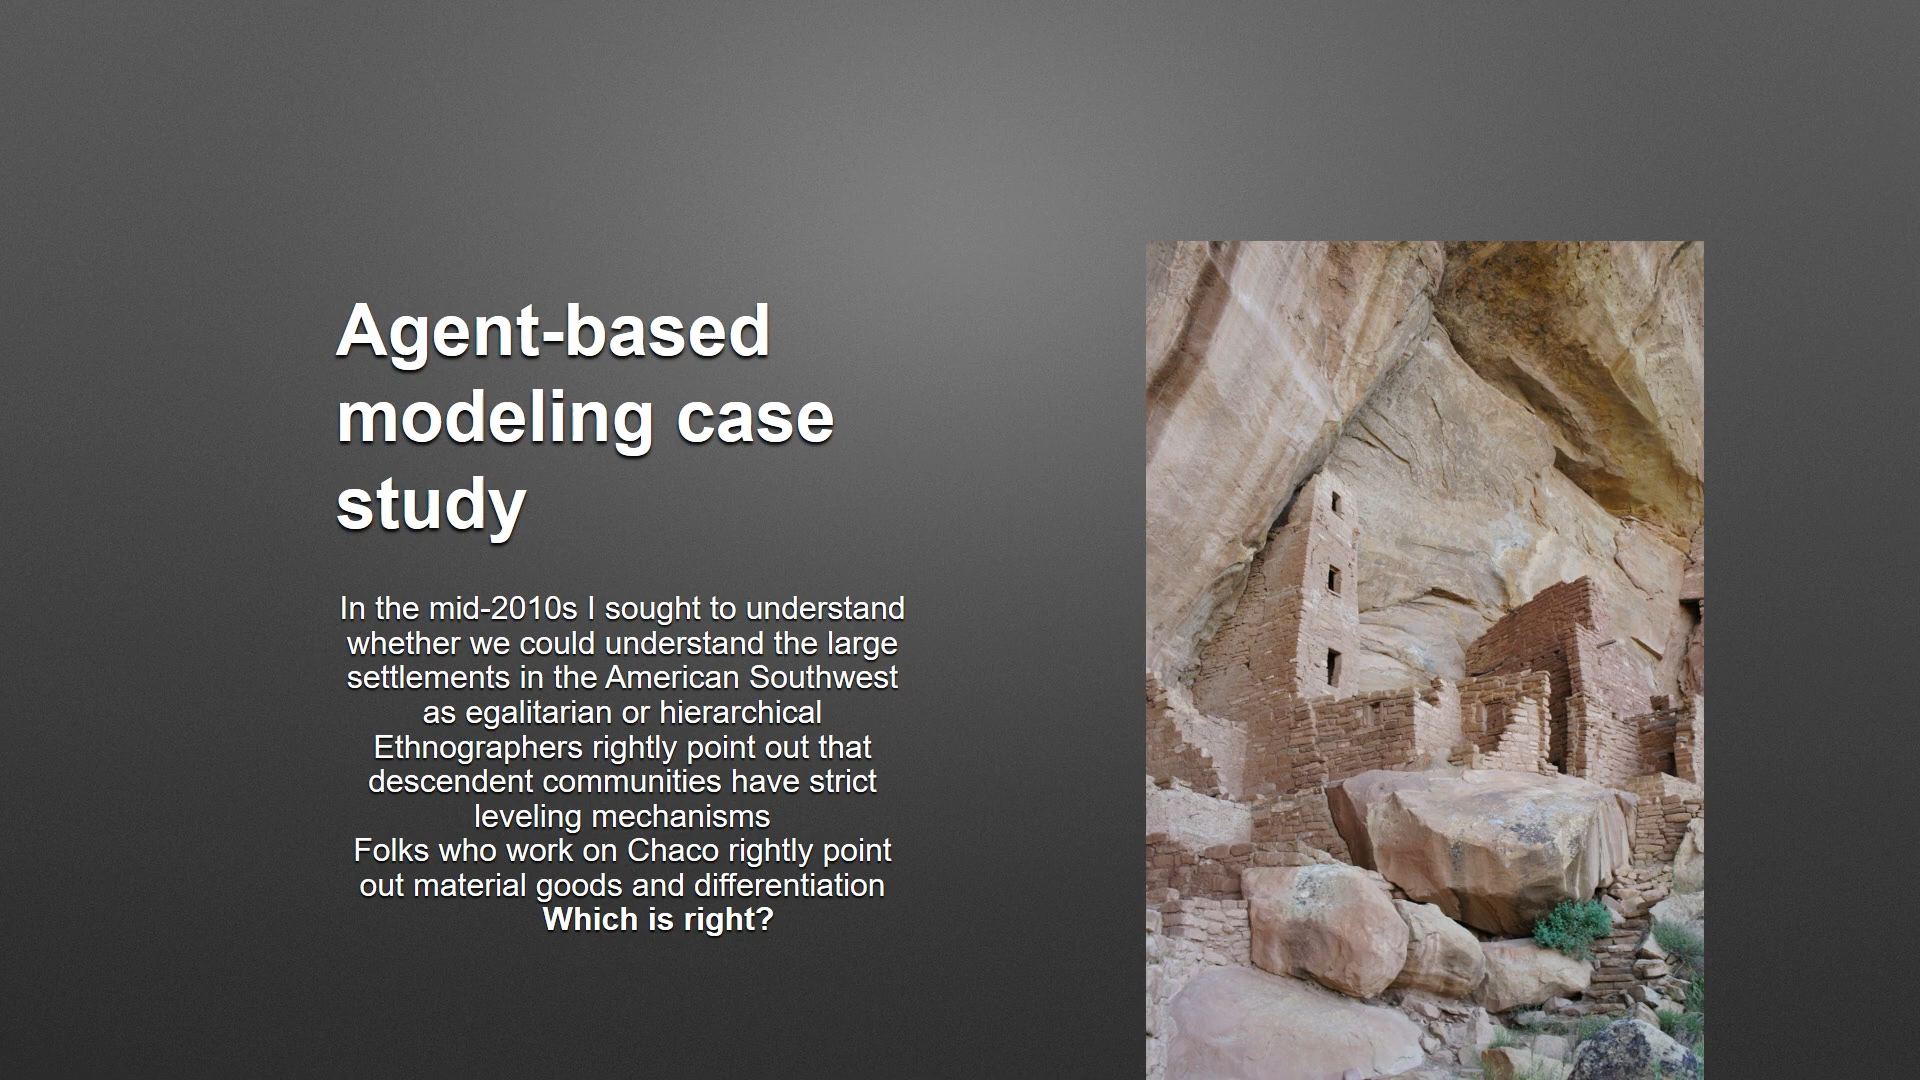 Agent-based
modeling case
study
In the mid-2010s I sought to understand
whether we could understand the large
settlements in the American Southwest
as egalitarian or hierarchical
Ethnographers rightly point out that
descendent communities have strict
leveling mechanisms
Folks who work on Chaco rightly point
out material goods and differentiation
Which is right?